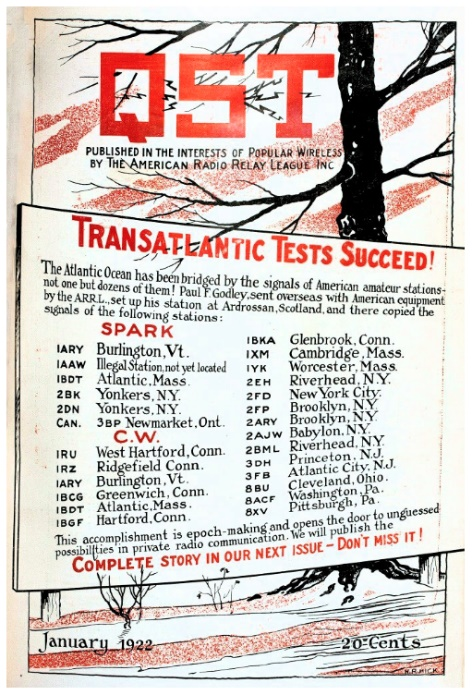 QST
PUBLISHED IN THE INTERESTS OF POPULAR WIRELESS
BY THE AMERICAN RADIO RELAY LEAGUE INC
TRANSATLANTIC TESTS SUCCEED!
The Atlantic Ocean has been bridged by the signals of American amateur stations-
not one but dozens of them! Paul F. Godley, sent overseas with American equipment
by the A.R.R.L., set up his station at Ardrossan, Scotland, and there copied the
signals of the following stations:
SPARK
1ARY Burlington, Vt.
1AAW Illegal Station, not yet located
1BDT Atlantic, Mass.
2BK Yonkers, N.Y.
2DN Yonkers, N.Y.
CAN. 3BP Newmarket, Ont.
C.W.
1RU West Hartford, Conn.
1RZ Ridgefield Conn.
1ARY Burlington, Vt.
1BCG Greenwich, Conn.
1BDT Atlantic, Mass.
1BGF Hartford, Conn.
1BKA Glenbrook, Conn.
1XM Cambridge, Mass.
1YK Worcester, Mass.
2EH Riverhead, N.Y.
2FD New York City.
2FP Brooklyn, N.Y.
2ARY Brooklyn, N.Y.
2AJW Babylon, N.Y.
2BML Riverhead, N.Y.
3DH Princeton, N.J.
3FB Atlantic City, N.J.
8BU Cleveland, Ohio.
8ACF Washington, Pa.
8XV Pittsburgh, Pa.
This accomplishment is epoch-making and opens the door to unguessed
possibilities in private radio communication. We will publish the
COMPLETE STORY IN OUR NEXT ISSUE - DON'T MISS IT!
January 1922
20 Cents